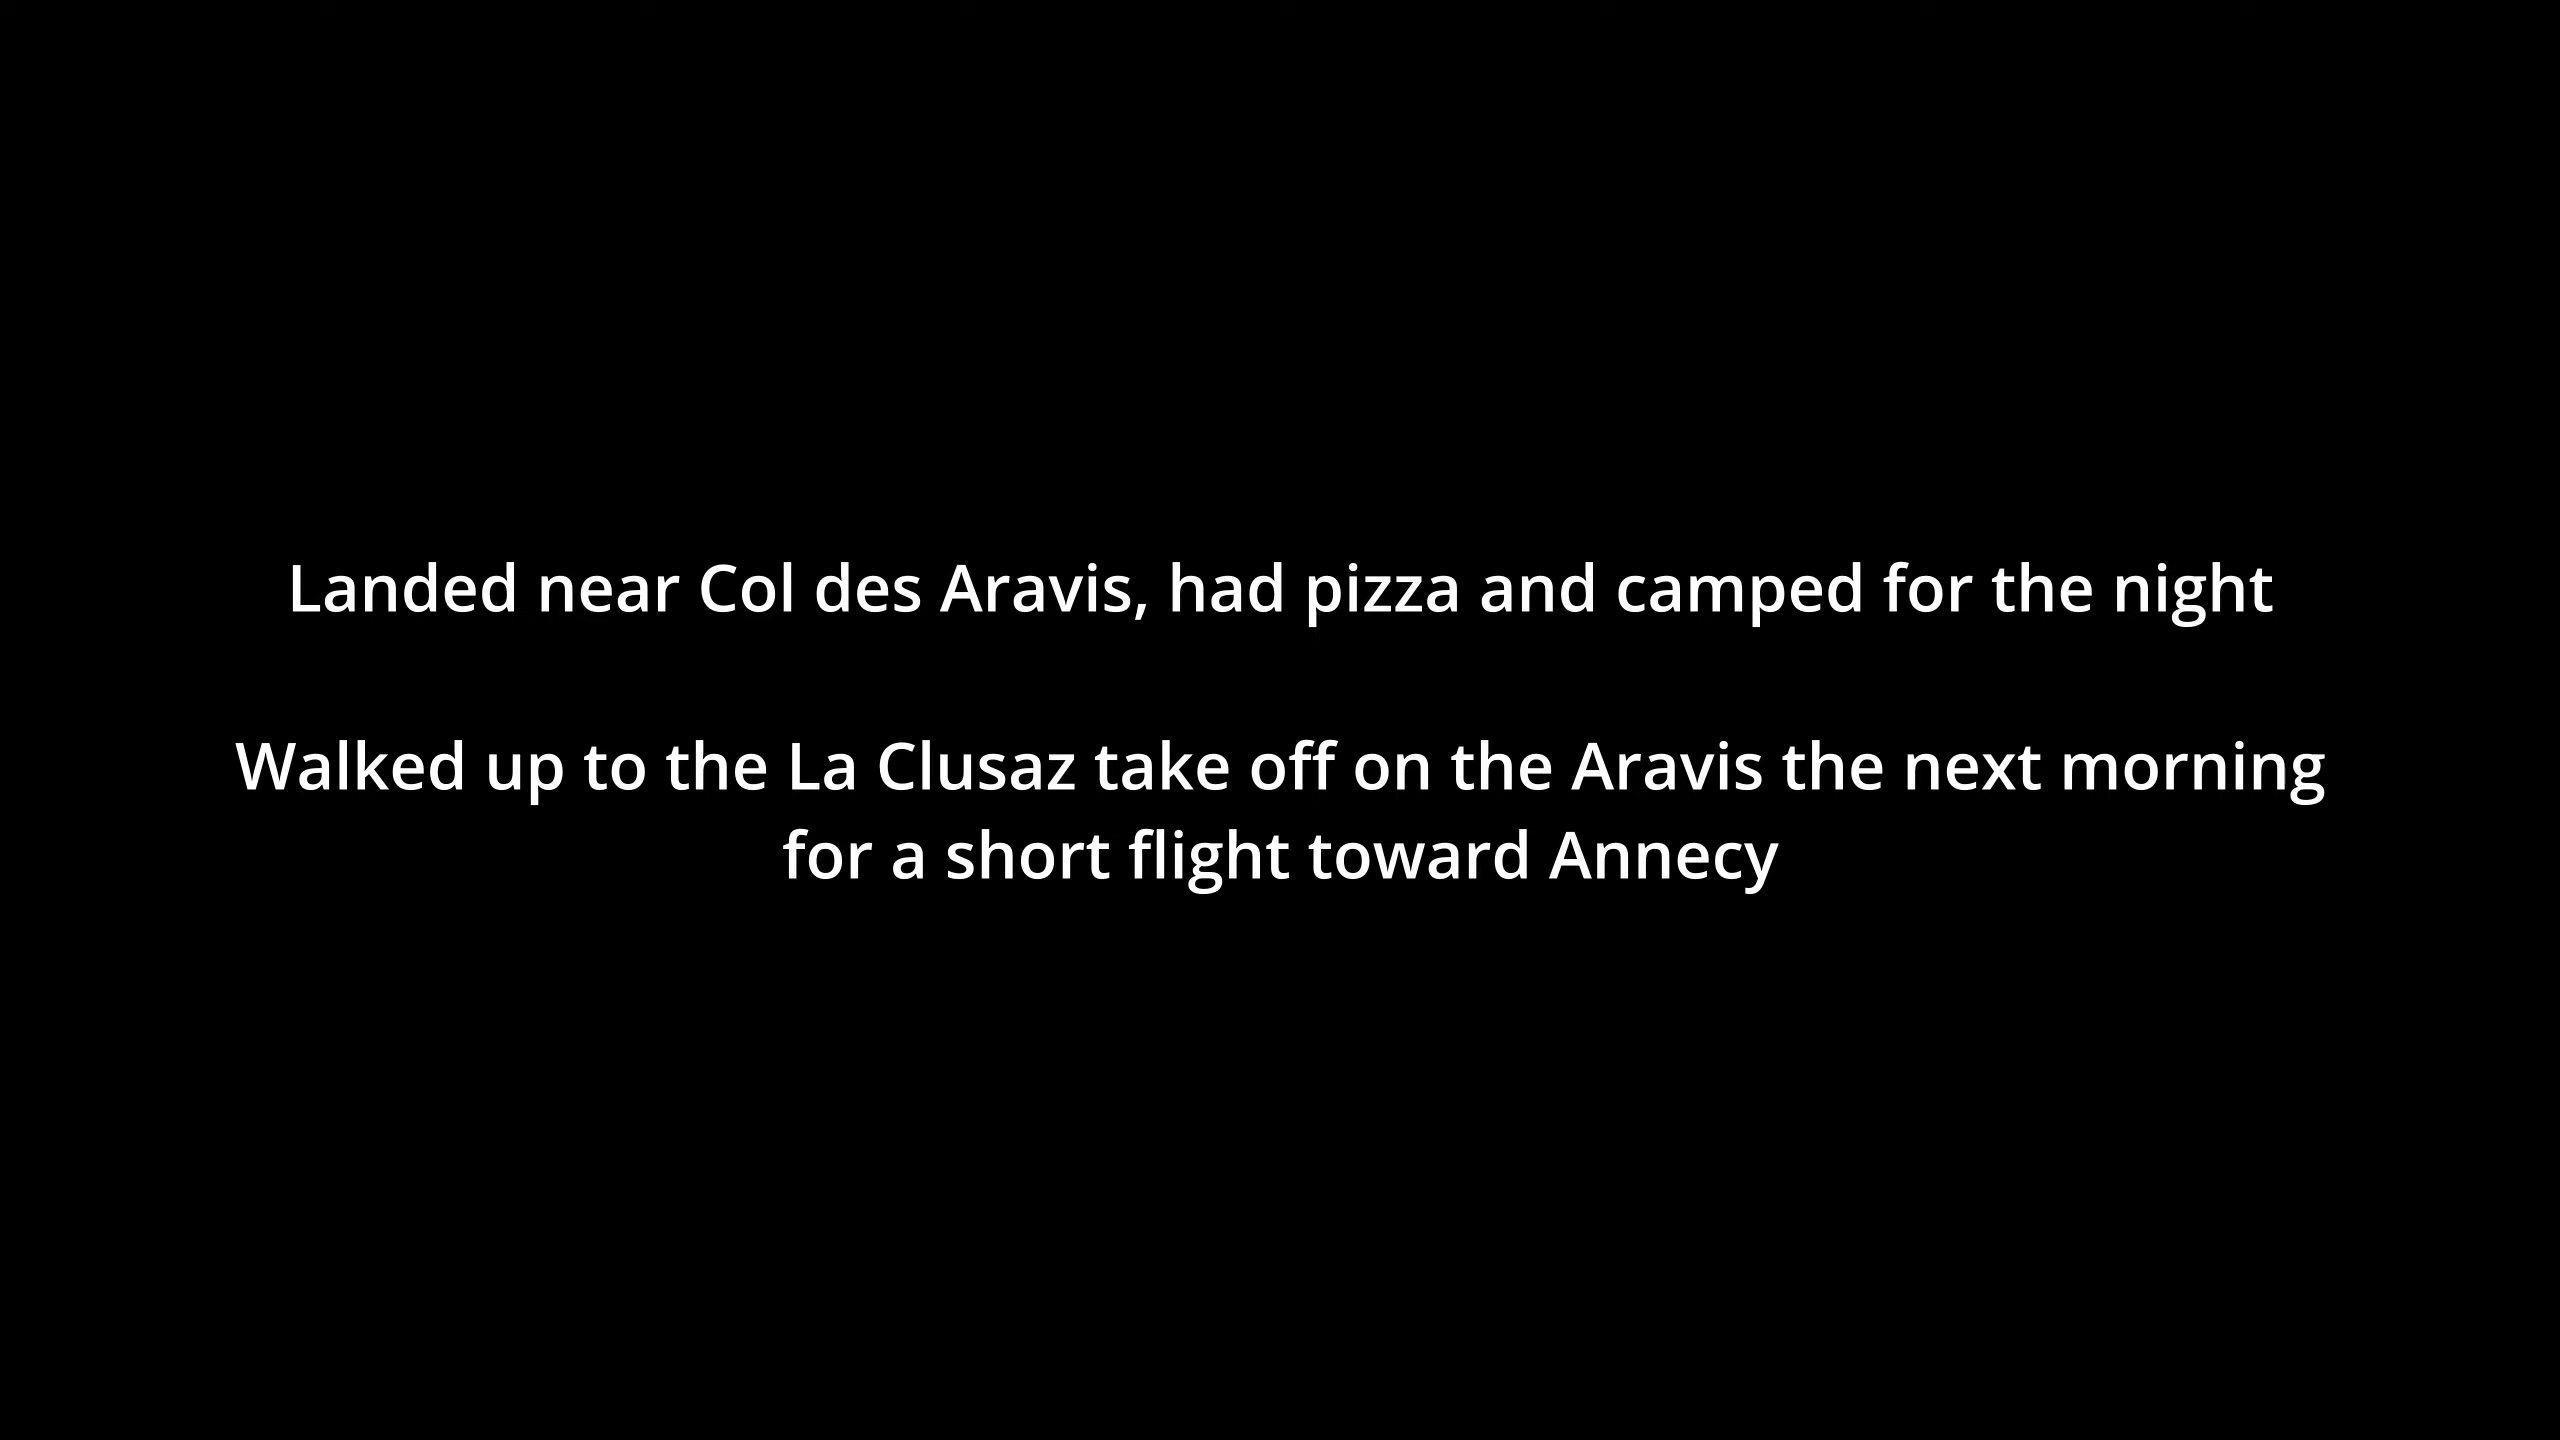 Landed near Col des Aravis, had pizza and camped for the night
Walked up to the La Clusaz take off on the Aravis the next morning
for a short flight toward Annecy